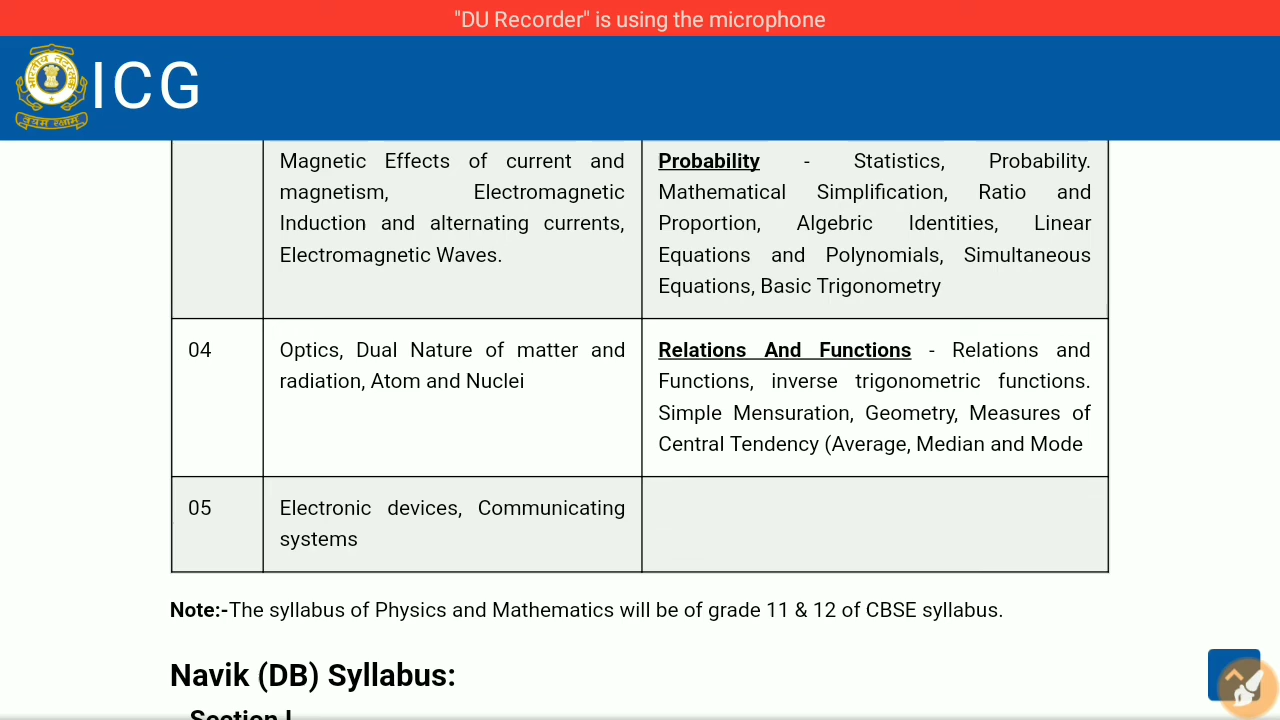 "DU Recorder" is using the microphone
ICG
Magnetic Effects of current and
magnetism, Electromagnetic
Induction and alternating currents,
Electromagnetic Waves.
Probability - Statistics, Probability.
Mathematical Simplification, Ratio and
Proportion, Algebric Identities, Linear
Equations and Polynomials, Simultaneous
Equations, Basic Trigonometry
04
Optics, Dual Nature of matter and
radiation, Atom and Nuclei
Relations And Functions - Relations and
Functions, inverse trigonometric functions.
Simple Mensuration, Geometry, Measures of
Central Tendency (Average, Median and Mode
05
Electronic devices, Communicating
systems
Note:-The syllabus of Physics and Mathematics will be of grade 11 & 12 of CBSE syllabus.
Navik (DB) Syllabus:
Section I